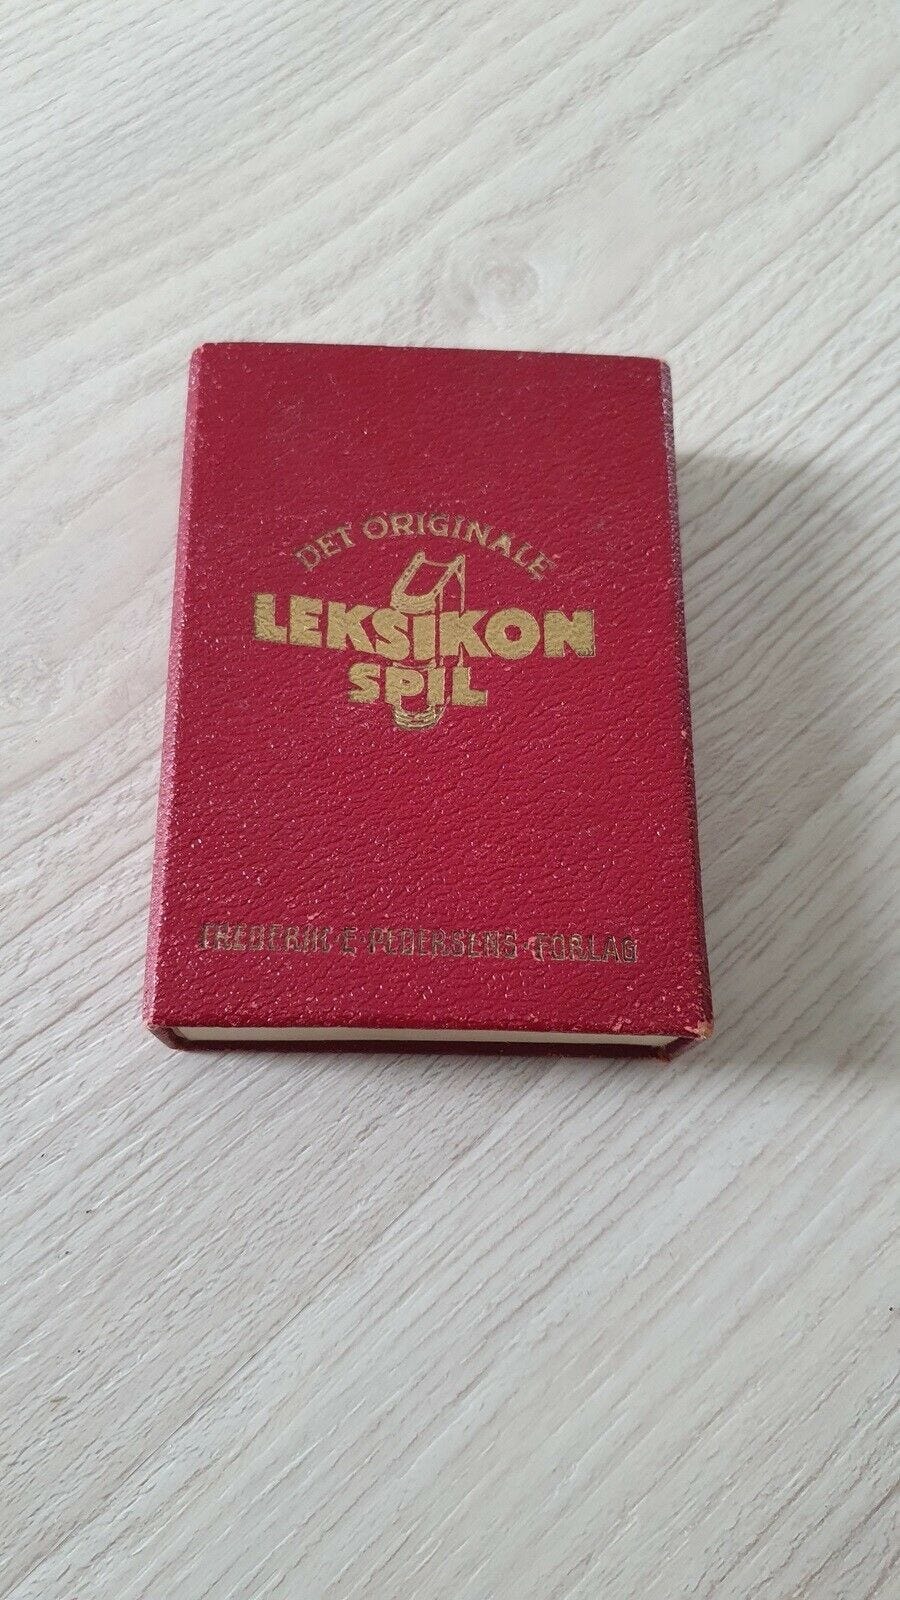 DET ORIGINALE
LEKSIKON
SPIL
FREDERIK E PEDERSENS FORLAG